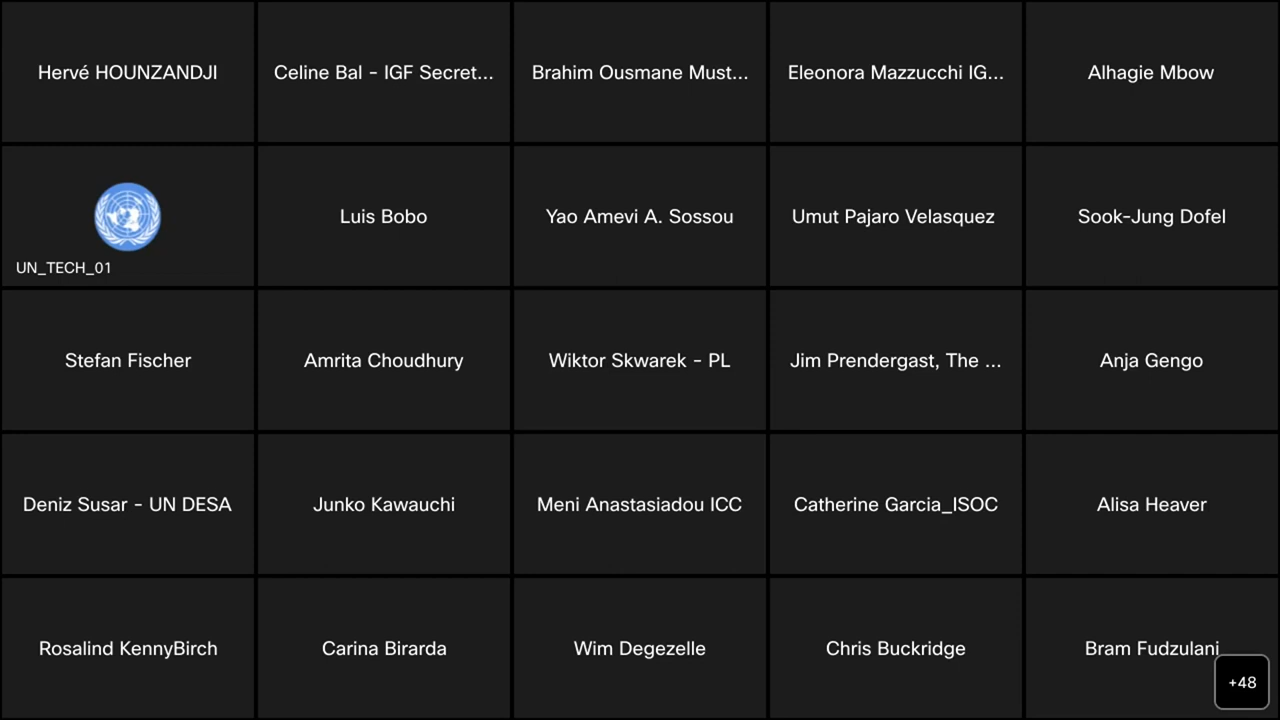 Hervé HOUNZANDJI
Celine Bal - IGF Secret...
Brahim Ousmane Must...
Eleonora Mazzucchi IG...
Alhagie Mbow
UN_TECH_01
Luis Bobo
Yao Amevi A. Sossou
Umut Pajaro Velasquez
Sook-Jung Dofel
Stefan Fischer
Amrita Choudhury
Wiktor Skwarek - PL
Jim Prendergast, The ...
Anja Gengo
Deniz Susar - UN DESA
Junko Kawauchi
Meni Anastasiadou ICC
Catherine Garcia_ISOC
Alisa Heaver
Rosalind KennyBirch
Carina Birarda
Wim Degezelle
Chris Buckridge
Bram Fudzulani
+48